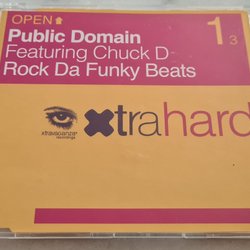 OPEN
Public Domain
Featuring Chuck D
Rock Da Funky Beats
1 3
xtravaganza
recordings
xtrahard